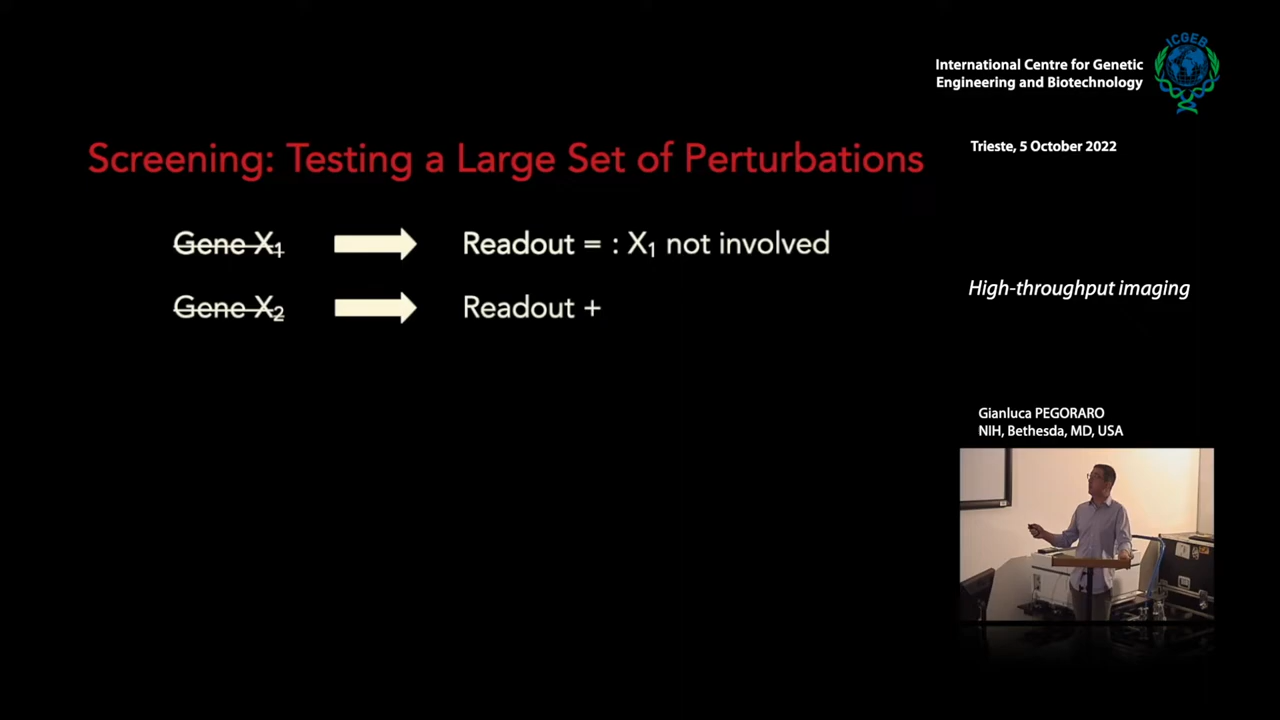 ICGEB
International Centre for Genetic
Engineering and Biotechnology
Trieste, 5 October 2022
Screening: Testing a Large Set of Perturbations
Gene X₁ Readout = : X₁ not involved
Gene X₂ Readout +
High-throughput imaging
Gianluca PEGORARO
NIH, Bethesda, MD, USA